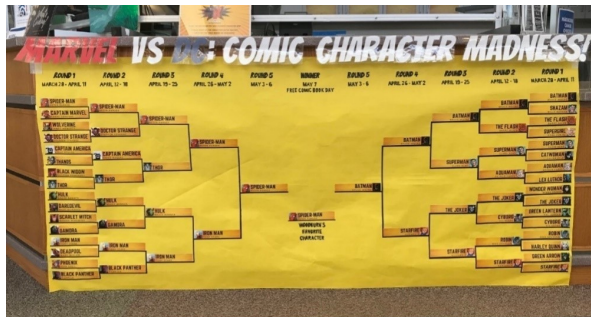 MARVEL VS DC: COMIC CHARACTER MADNESS!
ROUND 1 ROUND 2 ROUND 3 ROUND 4 ROUND 5 WINNER ROUND 5 ROUND 4 ROUND 3 ROUND 2 ROUND 1
MARCH 28 - APRIL 11 APRIL 12 - 18 APRIL 19 - 25 APRIL 26 - MAY 2 MAY 3 - 6 MAY 7 MAY 3 - 6 APRIL 26 - MAY 2 APRIL 19 - 25 APRIL 12 - 18 MARCH 28 - APRIL 11
FREE COMIC BOOK DAY
SPIDER-MAN
CAPTAIN MARVEL
WOLVERINE
DOCTOR STRANGE
CAPTAIN AMERICA
THANOS
BLACK WIDOW
THOR
HULK
DAREDEVIL
SCARLET WITCH
GAMORA
IRON MAN
DEADPOOL
PHOENIX
BLACK PANTHER
SPIDER-MAN
DOCTOR STRANGE
CAPTAIN AMERICA
THOR
HULK
GAMORA
IRON MAN
BLACK PANTHER
SPIDER-MAN
THOR
HULK
IRON MAN
SPIDER-MAN
IRON MAN
SPIDER-MAN
SPIDER-MAN
FAVORITE
CHARACTER
BATMAN
BATMAN
STARFIRE
BATMAN
SUPERMAN
THE JOKER
STARFIRE
BATMAN
THE FLASH
SUPERMAN
AQUAMAN
THE JOKER
CYBORG
ROBIN
STARFIRE
BATMAN
SHAZAM
THE FLASH
SUPERGIRL
SUPERMAN
CATWOMAN
AQUAMAN
LEX LUTHOR
WONDER WOMAN
THE JOKER
GREEN LANTERN
CYBORG
ROBIN
HARLEY QUINN
GREEN ARROW
STARFIRE